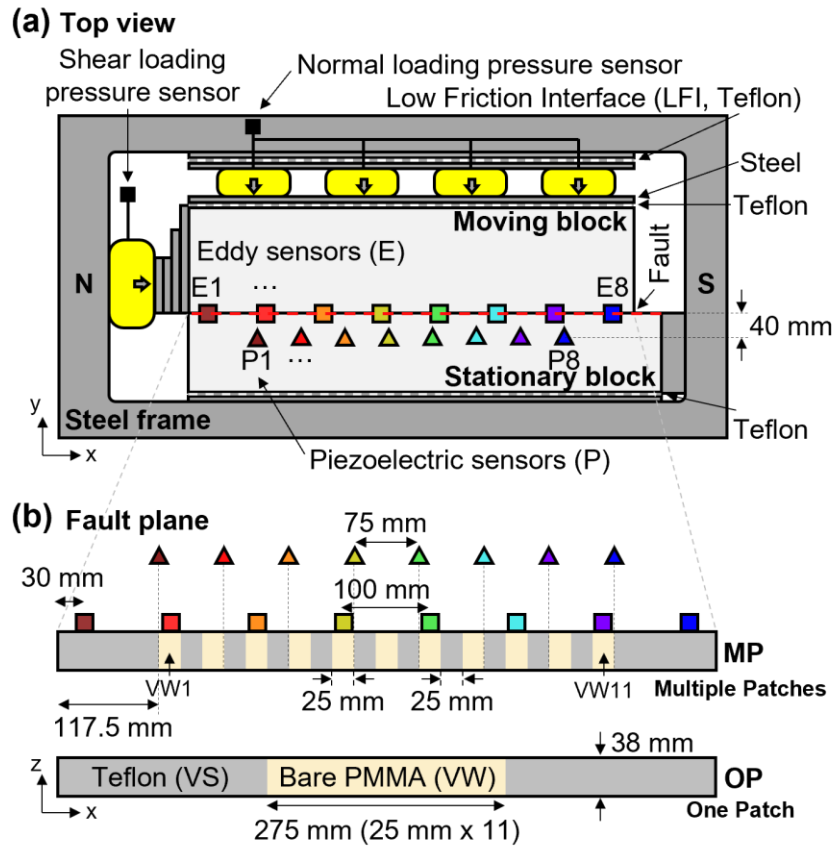 (a) Top view
Shear loading
pressure sensor
Normal loading pressure sensor
Low Friction Interface (LFI, Teflon)
Steel
Teflon
Moving block
Eddy sensors (E)
Fault
N
S
E1
...
E8
40 mm
P1
...
P8
Stationary block
Steel frame
Teflon
y
x
Piezoelectric sensors (P)
(b) Fault plane
75 mm
30 mm
100 mm
MP
VW1
25 mm
25 mm
VW11
Multiple Patches
117.5 mm
38 mm
z
Teflon (VS)
Bare PMMA (VW)
OP
x
One Patch
275 mm (25 mm x 11)